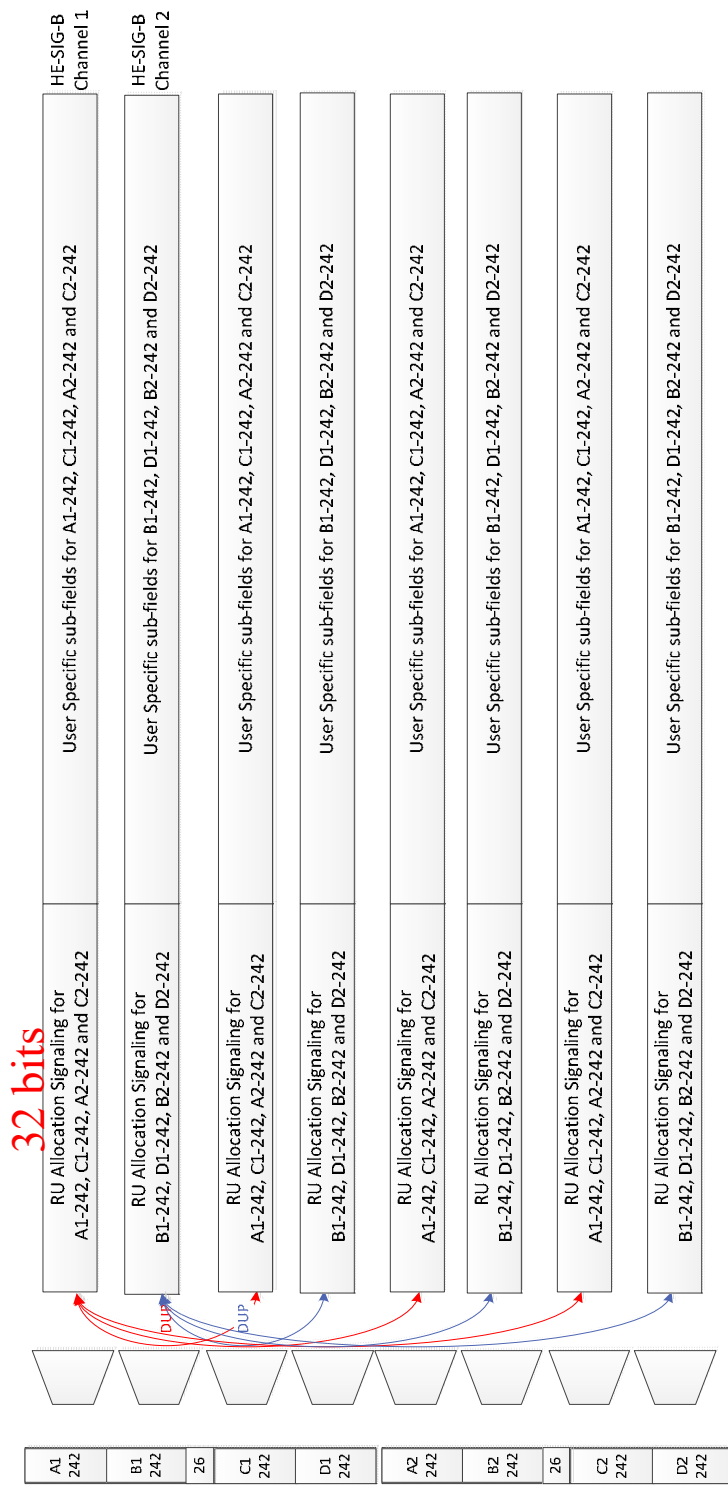 32 bits
HE-SIG-B
Channel 1
RU Allocation Signaling for
A1-242, C1-242, A2-242 and C2-242
User Specific sub-fields for A1-242, C1-242, A2-242 and C2-242
HE-SIG-B
Channel 2
RU Allocation Signaling for
B1-242, D1-242, B2-242 and D2-242
User Specific sub-fields for B1-242, D1-242, B2-242 and D2-242
RU Allocation Signaling for
A1-242, C1-242, A2-242 and C2-242
User Specific sub-fields for A1-242, C1-242, A2-242 and C2-242
RU Allocation Signaling for
B1-242, D1-242, B2-242 and D2-242
User Specific sub-fields for B1-242, D1-242, B2-242 and D2-242
RU Allocation Signaling for
A1-242, C1-242, A2-242 and C2-242
User Specific sub-fields for A1-242, C1-242, A2-242 and C2-242
RU Allocation Signaling for
B1-242, D1-242, B2-242 and D2-242
User Specific sub-fields for B1-242, D1-242, B2-242 and D2-242
RU Allocation Signaling for
A1-242, C1-242, A2-242 and C2-242
User Specific sub-fields for A1-242, C1-242, A2-242 and C2-242
RU Allocation Signaling for
B1-242, D1-242, B2-242 and D2-242
User Specific sub-fields for B1-242, D1-242, B2-242 and D2-242
DUP
DUP
A1
242
B1
242
26
C1
242
D1
242
A2
242
B2
242
26
C2
242
D2
242